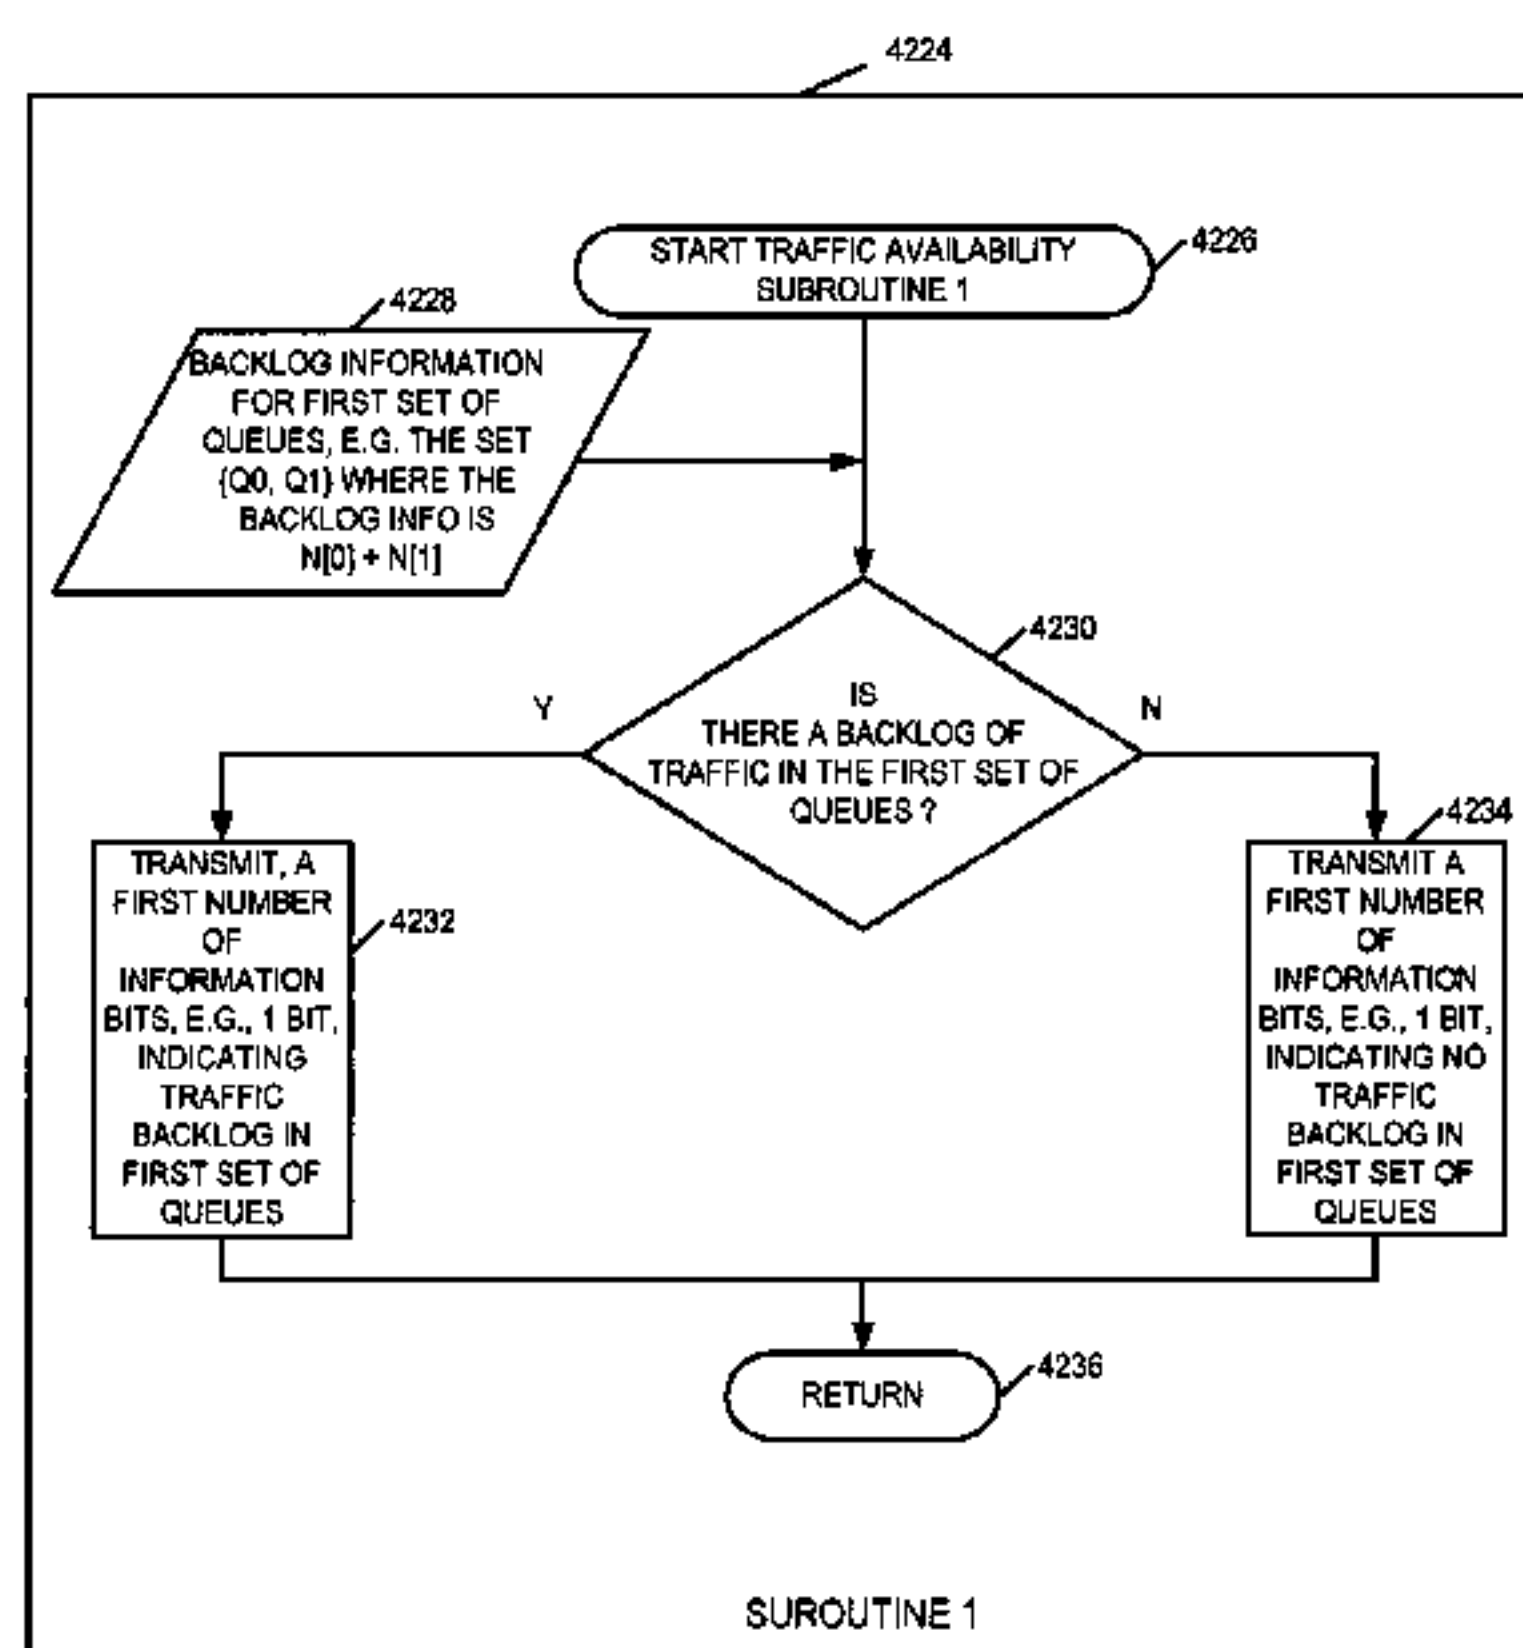 4224
START TRAFFIC AVAILABILITY
SUBROUTINE 1
4226
4228
BACKLOG INFORMATION
FOR FIRST SET OF
QUEUES, E.G. THE SET
{Q0, Q1} WHERE THE
BACKLOG INFO IS
N[0] + N[1]
4230
Y
N
IS
THERE A BACKLOG OF
TRAFFIC IN THE FIRST SET OF
QUEUES ?
TRANSMIT, A
FIRST NUMBER
OF
INFORMATION
BITS, E.G., 1 BIT,
INDICATING
TRAFFIC
BACKLOG IN
FIRST SET OF
QUEUES
4232
4234
TRANSMIT A
FIRST NUMBER
OF
INFORMATION
BITS, E.G., 1 BIT,
INDICATING NO
TRAFFIC
BACKLOG IN
FIRST SET OF
QUEUES
RETURN
4236
SUROUTINE 1